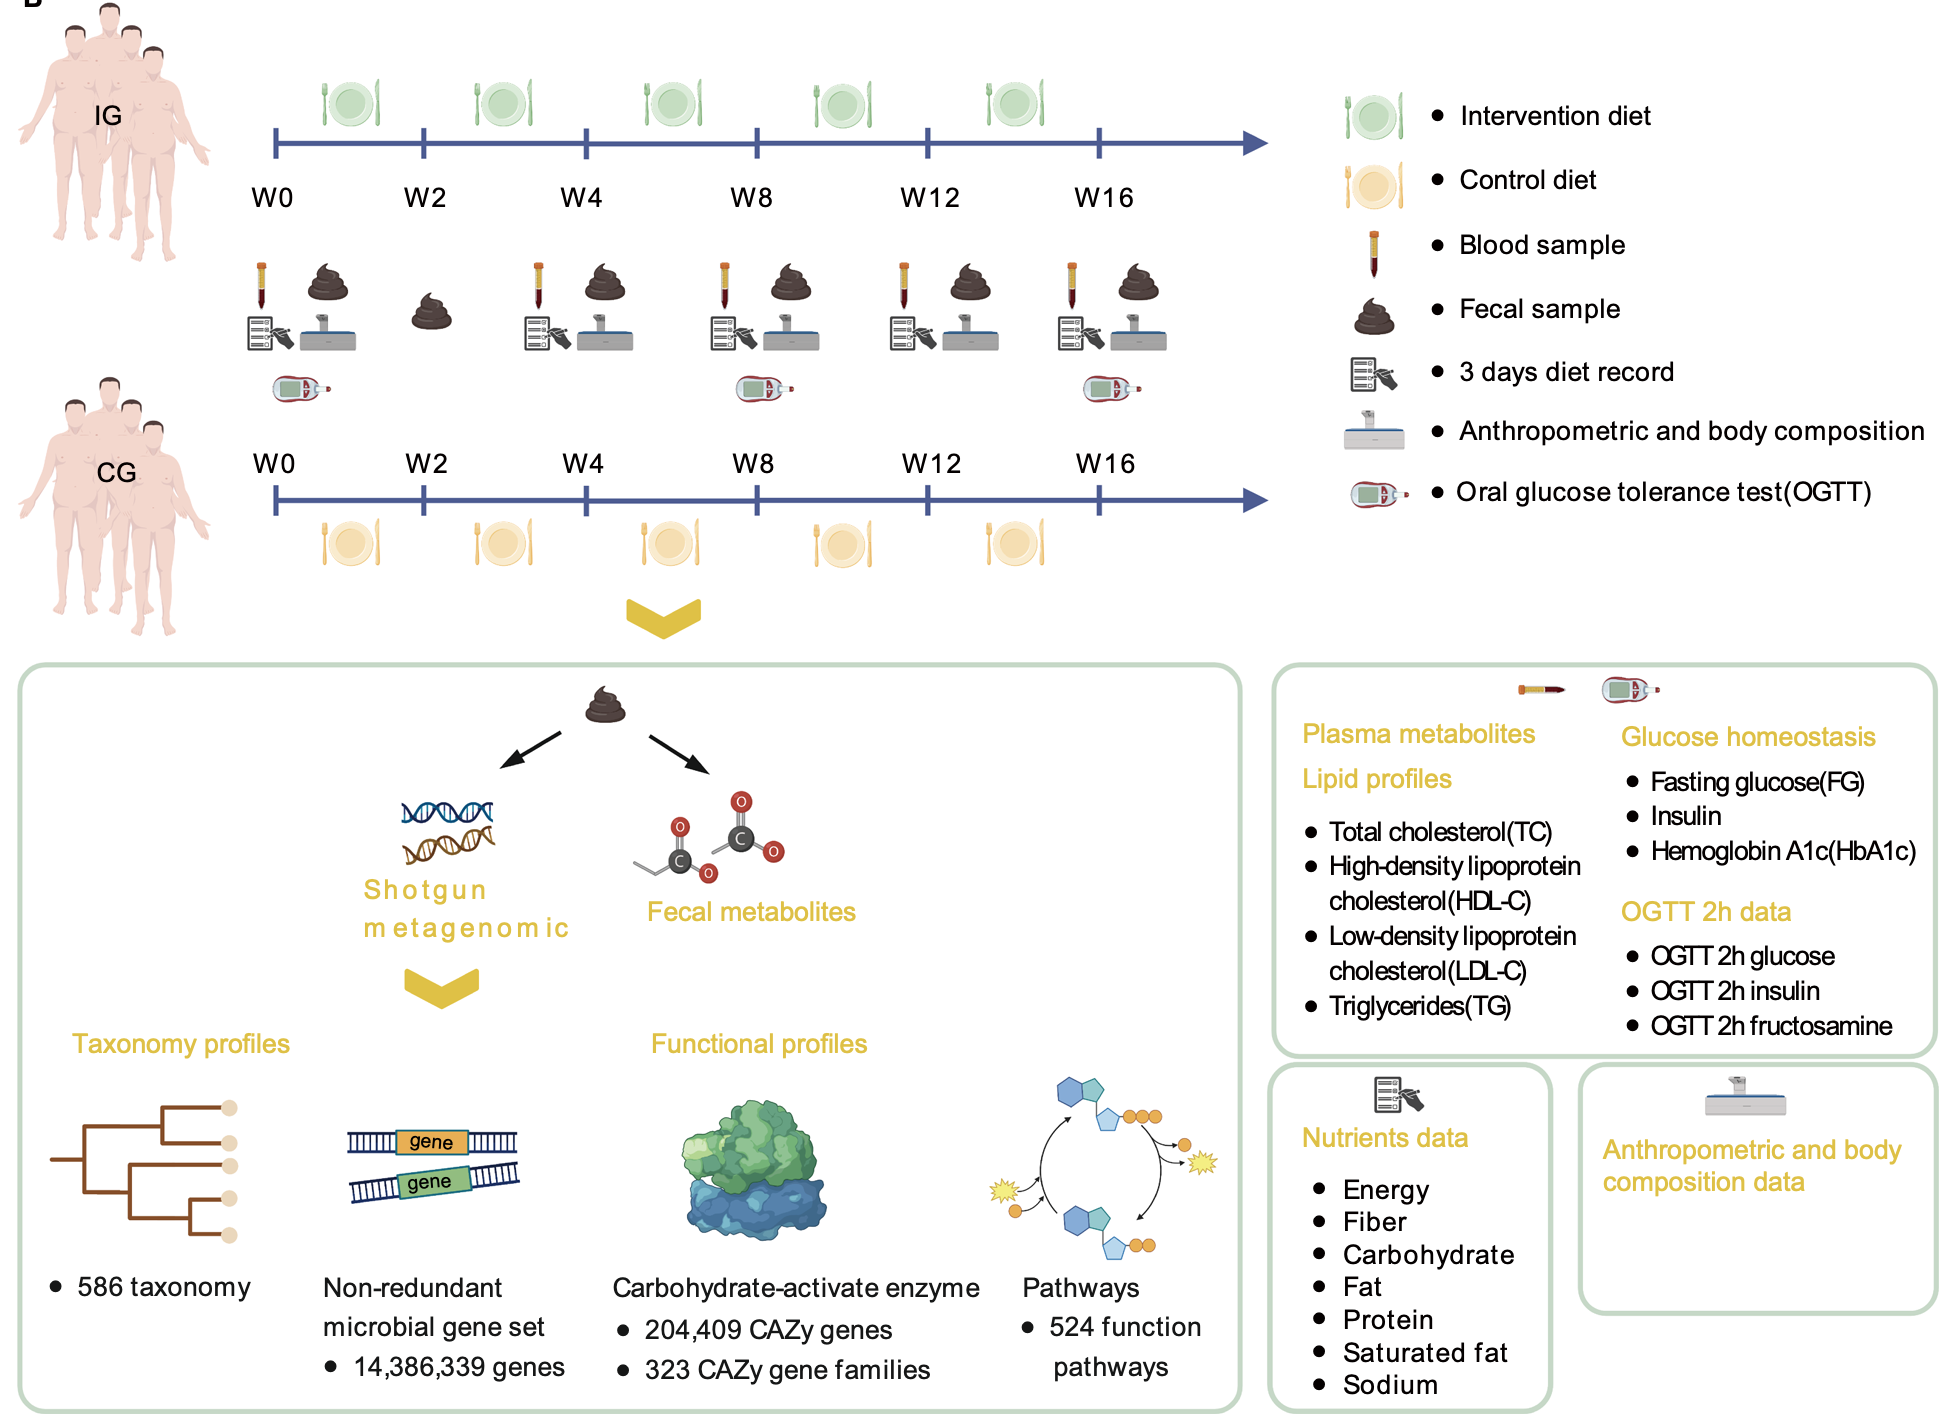 IG
W0 W2 W4 W8 W12 W16
CG
W0 W2 W4 W8 W12 W16
• Intervention diet
• Control diet
• Blood sample
• Fecal sample
• 3 days diet record
• Anthropometric and body composition
• Oral glucose tolerance test(OGTT)
Shotgun
metagenomic
Fecal metabolites
O
C
O
O
C
O
Taxonomy profiles
Functional profiles
gene
gene
• 586 taxonomy
Non-redundant
microbial gene set
• 14,386,339 genes
Carbohydrate-activate enzyme
• 204,409 CAZy genes
• 323 CAZy gene families
Pathways
• 524 function
pathways
Plasma metabolites
Lipid profiles
• Total cholesterol(TC)
• High-density lipoprotein
cholesterol(HDL-C)
• Low-density lipoprotein
cholesterol(LDL-C)
• Triglycerides(TG)
Glucose homeostasis
• Fasting glucose(FG)
• Insulin
• Hemoglobin A1c(HbA1c)
OGTT 2h data
• OGTT 2h glucose
• OGTT 2h insulin
• OGTT 2h fructosamine
Nutrients data
• Energy
• Fiber
• Carbohydrate
• Fat
• Protein
• Saturated fat
• Sodium
Anthropometric and body
composition data